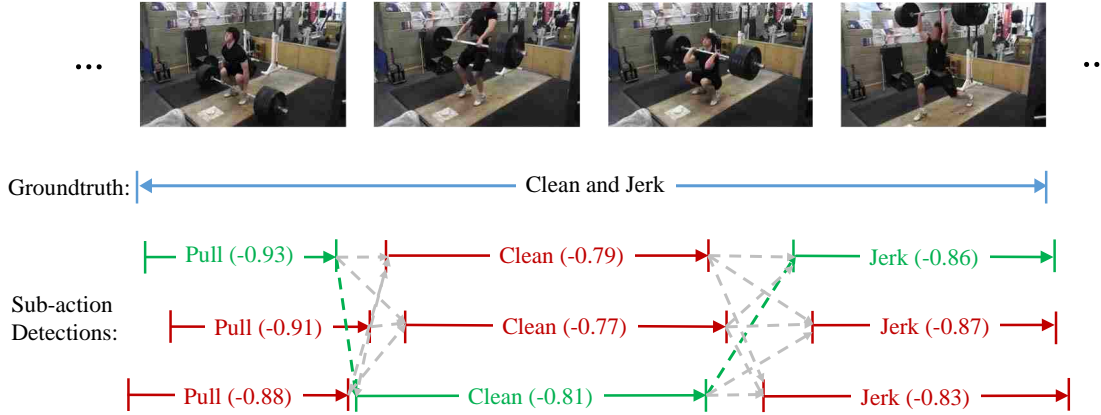 ...
Groundtruth: Clean and Jerk
Pull (-0.93) Clean (-0.79) Jerk (-0.86)
Sub-action
Detections:
Pull (-0.91) Clean (-0.77) Jerk (-0.87)
Pull (-0.88) Clean (-0.81) Jerk (-0.83)